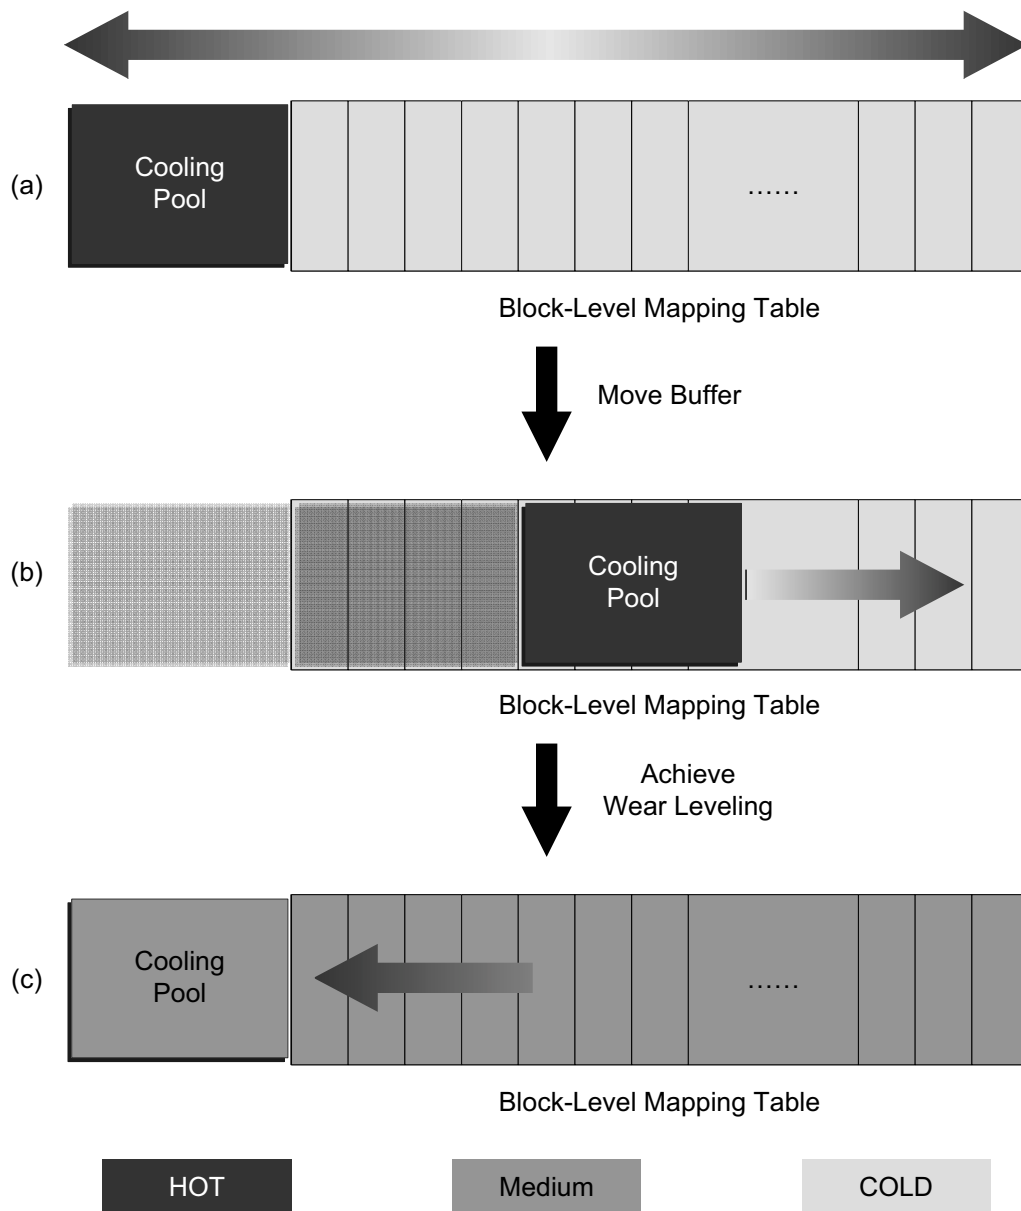 (a)
Cooling
Pool
......
Block-Level Mapping Table
Move Buffer
(b)
Cooling
Pool
Block-Level Mapping Table
Achieve
Wear Leveling
(c)
Cooling
Pool
......
Block-Level Mapping Table
HOT
Medium
COLD